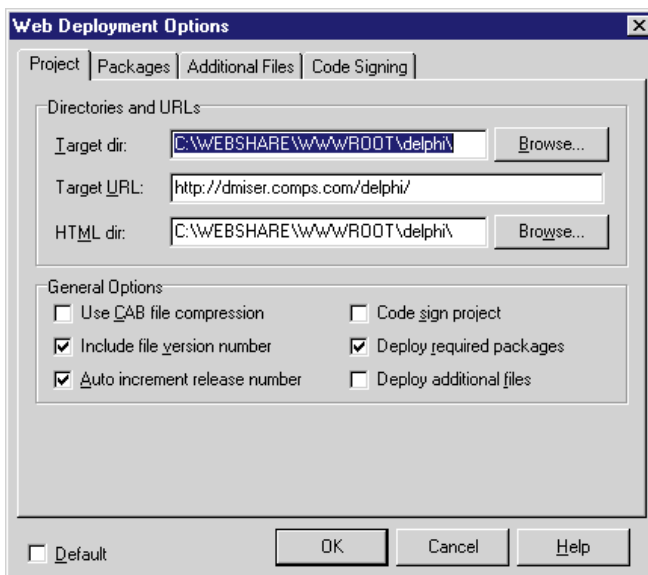 Web Deployment Options
Project Packages Additional Files Code Signing
Directories and URLs
Target dir: C:\WEBSHARE\WWWROOT\delphi\ Browse...
Target URL: http://dmiser.comps.com/delphi/
HTML dir: C:\WEBSHARE\WWWROOT\delphi\ Browse...
General Options
Use CAB file compression Code sign project
Include file version number Deploy required packages
Auto increment release number Deploy additional files
Default OK Cancel Help